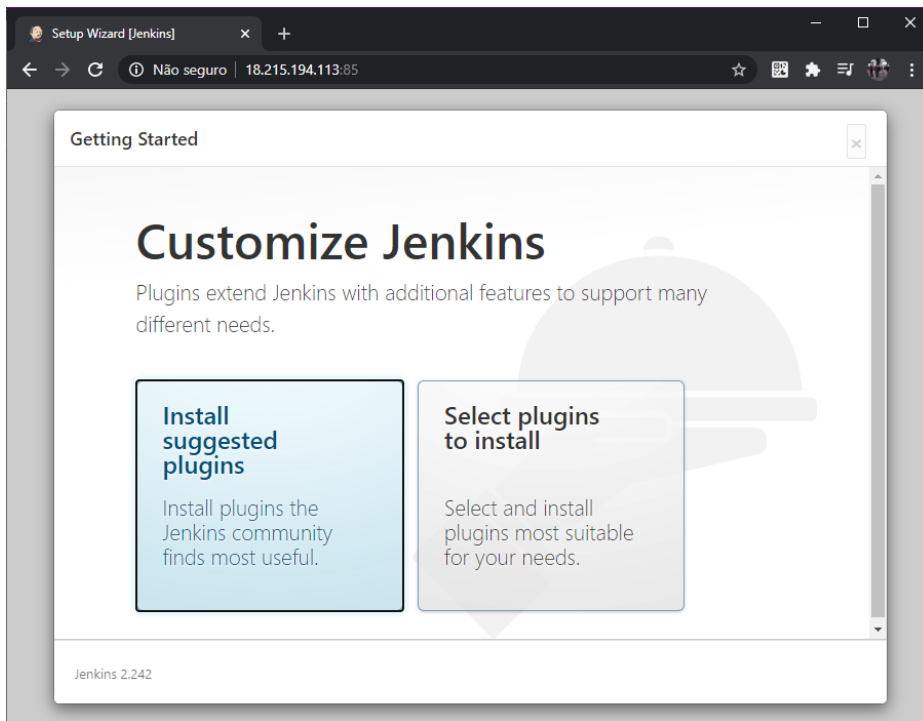 Setup Wizard [Jenkins]
Não seguro 18.215.194.113:85
Getting Started
Customize Jenkins
Plugins extend Jenkins with additional features to support many
different needs.
Install
suggested
plugins
Install plugins the
Jenkins community
finds most useful.
Select plugins
to install
Select and install
plugins most suitable
for your needs.
Jenkins 2.242